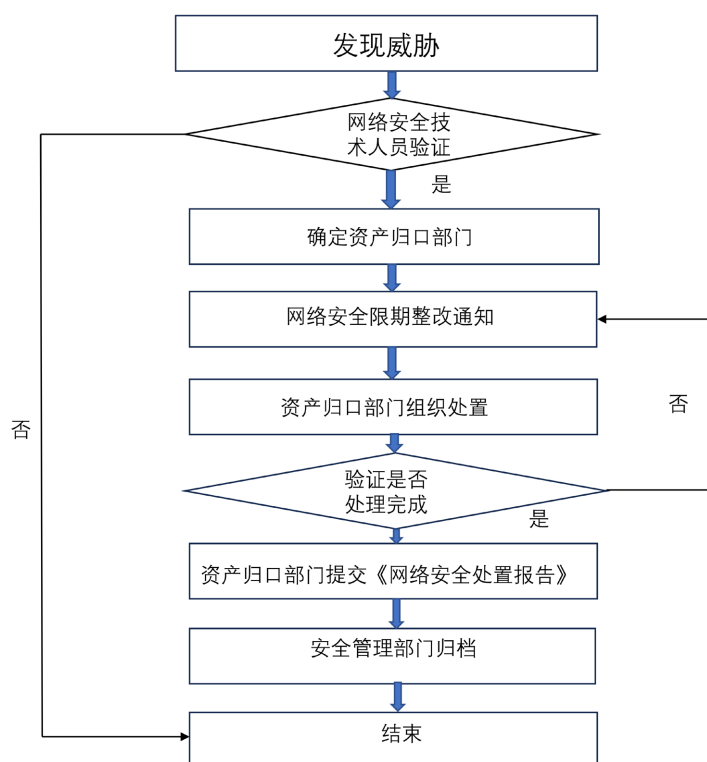 发现威胁
网络安全技
术人员验证
是
确定资产归口部门
网络安全限期整改通知
资产归口部门组织处置
否
否
验证是否
处理完成
是
资产归口部门提交《网络安全处置报告》
安全管理部门归档
结束